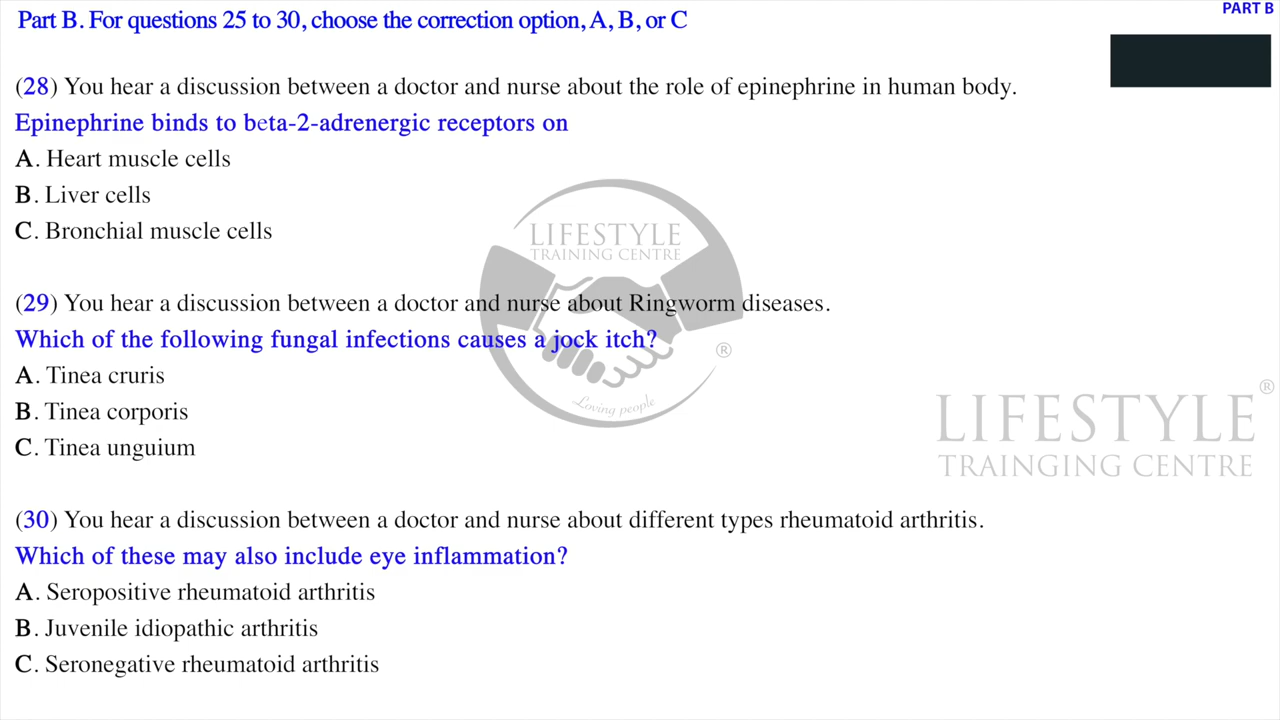 PART B
Part B. For questions 25 to 30, choose the correction option, A, B, or C
(28) You hear a discussion between a doctor and nurse about the role of epinephrine in human body.
Epinephrine binds to beta-2-adrenergic receptors on
A. Heart muscle cells
B. Liver cells
C. Bronchial muscle cells
LIFESTYLE
TRAINING CENTRE
(29) You hear a discussion between a doctor and nurse about Ringworm diseases.
Which of the following fungal infections causes a jock itch?
®
A. Tinea cruris
B. Tinea corporis
C. Tinea unguium
Loving people
LIFESTYLE®
TRAINGING CENTRE
(30) You hear a discussion between a doctor and nurse about different types rheumatoid arthritis.
Which of these may also include eye inflammation?
A. Seropositive rheumatoid arthritis
B. Juvenile idiopathic arthritis
C. Seronegative rheumatoid arthritis